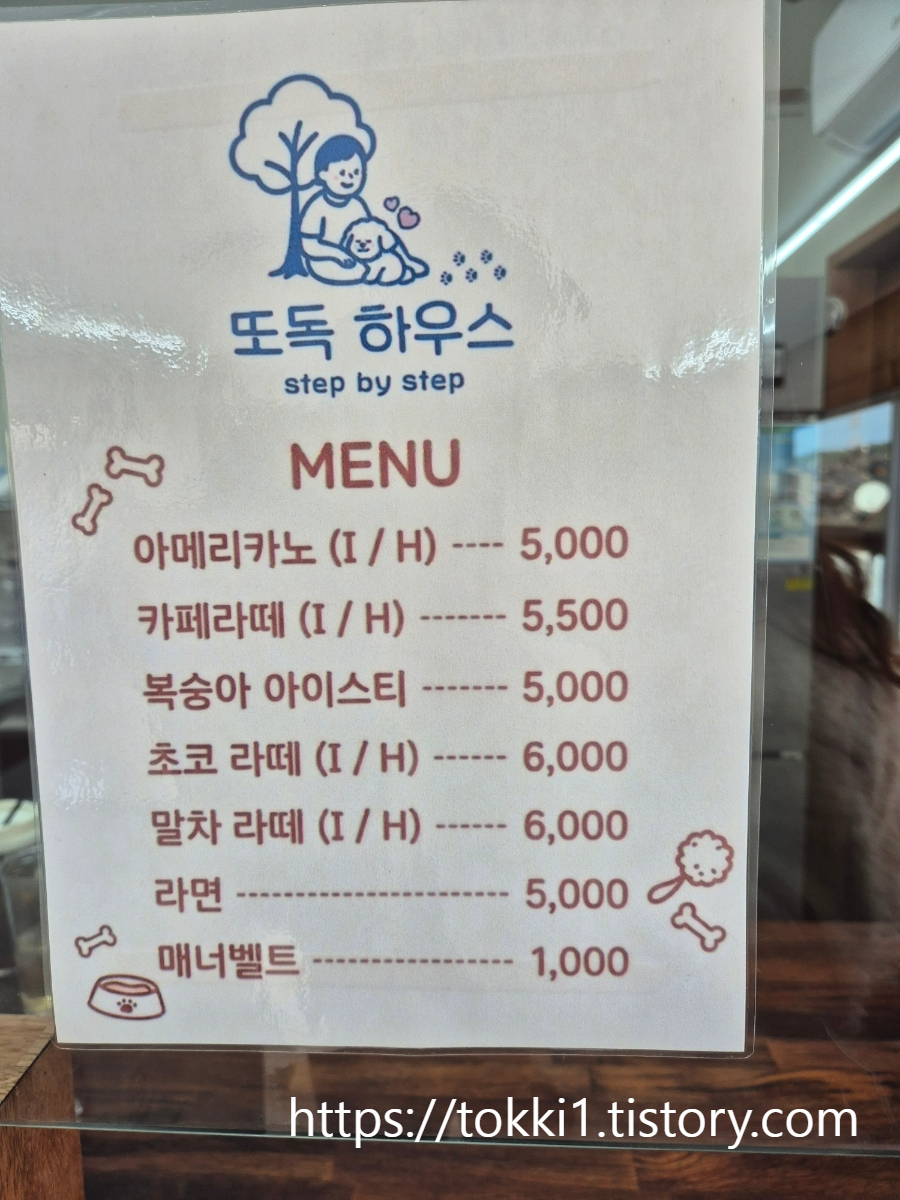 또독 하우스
step by step
MENU
아메리카노 (I / H) ---- 5,000
카페라떼 (I / H) ------- 5,500
복숭아 아이스티 ------- 5,000
초코 라떼 (I / H) ------ 6,000
말차 라떼 (I / H) ------ 6,000
라면 ----------------------- 5,000
매너벨트 ----------------- 1,000
https://tokki1.tistory.com